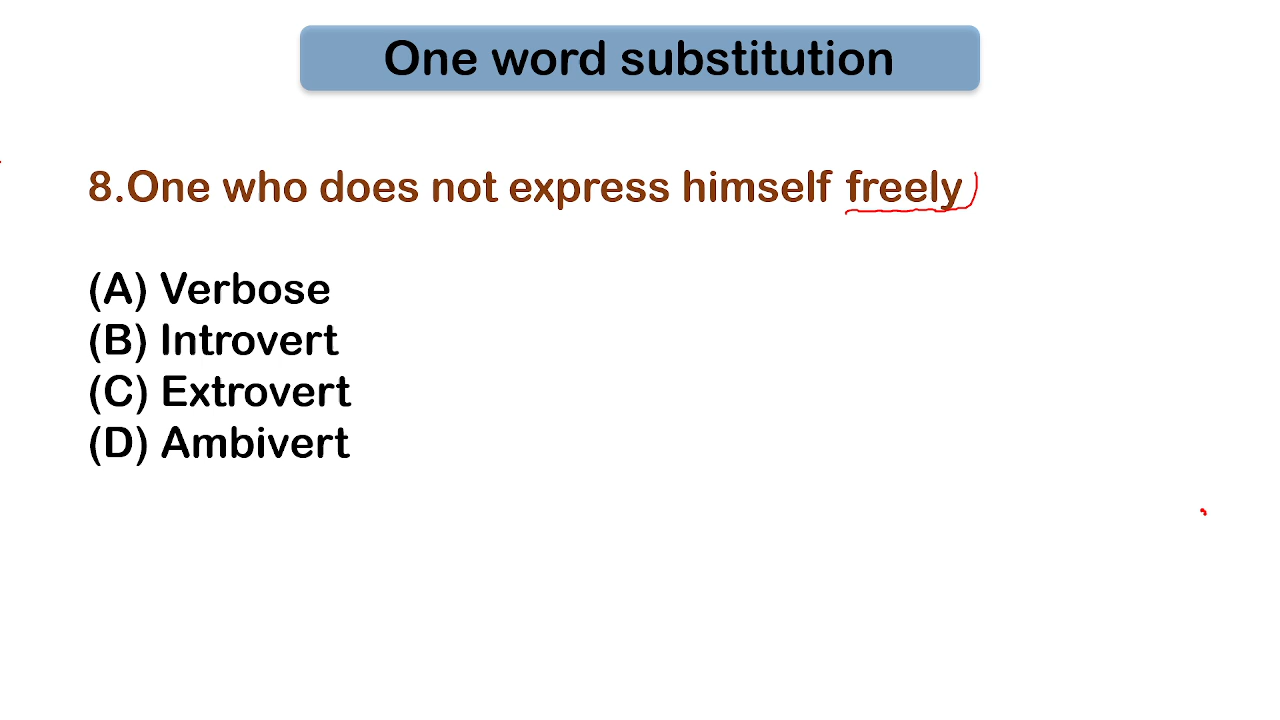 One word substitution
8.One who does not express himself freely
(A) Verbose
(B) Introvert
(C) Extrovert
(D) Ambivert